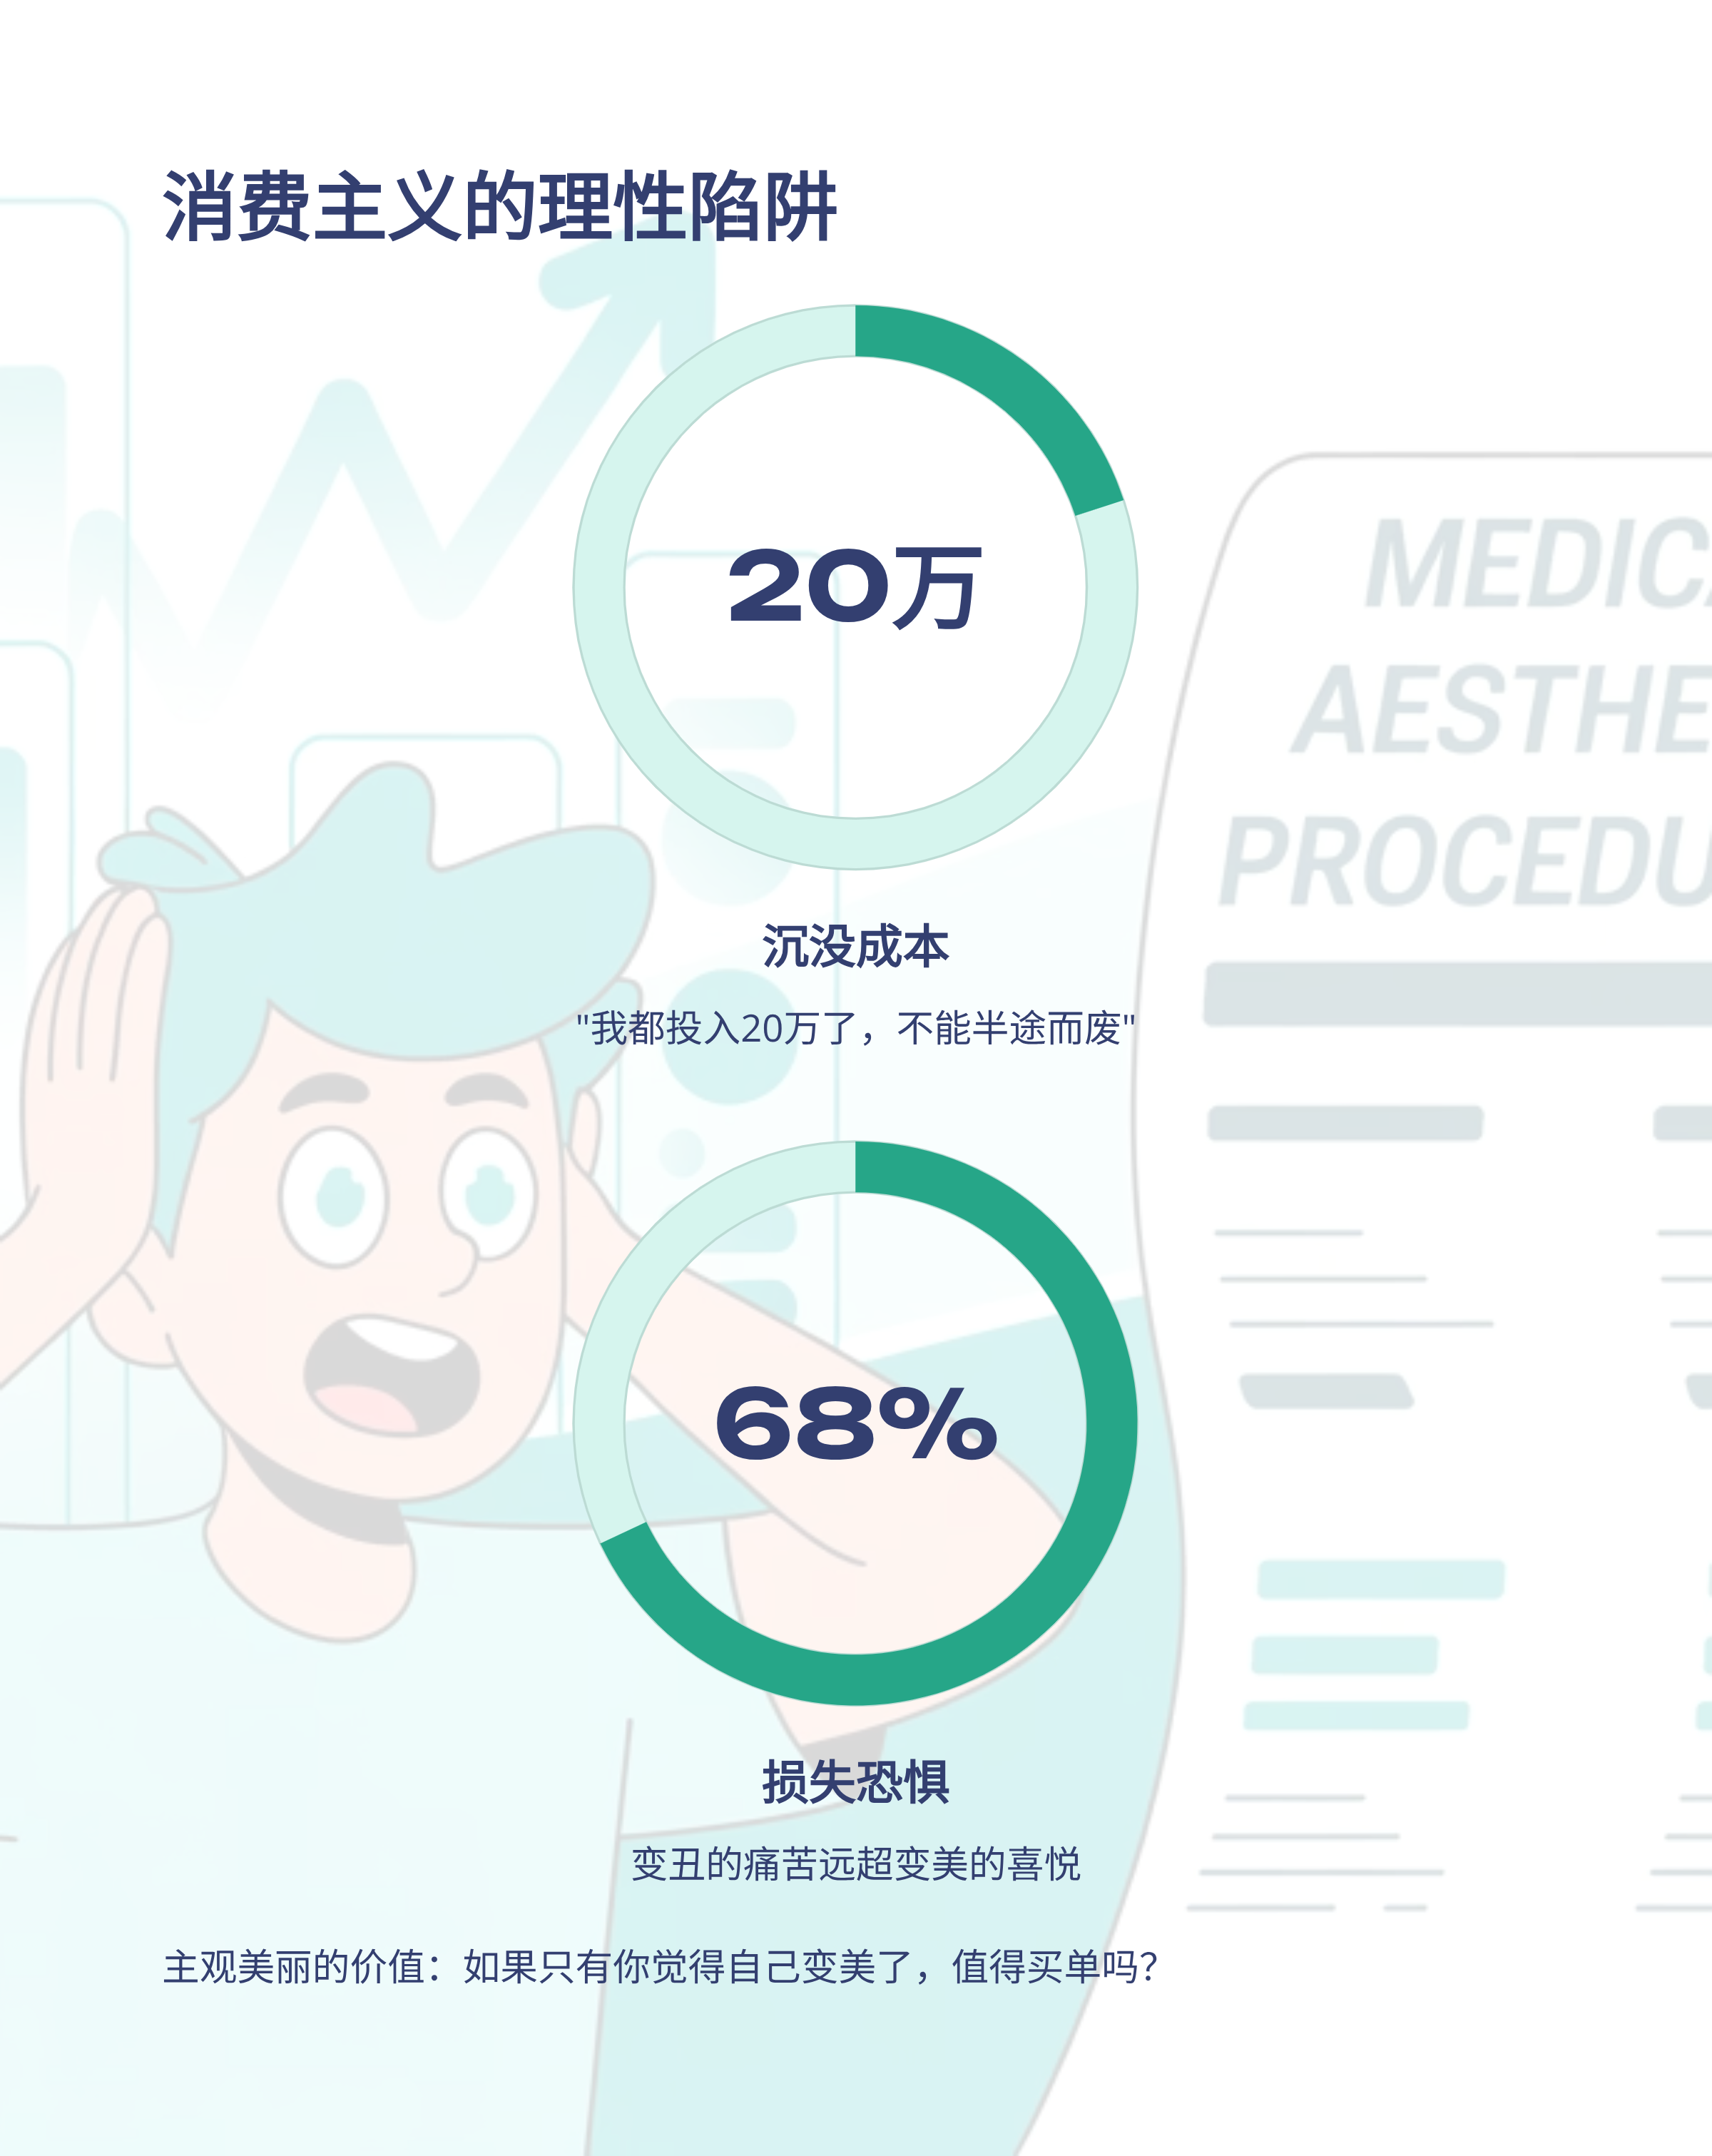 消费主义的理性陷阱
20万
沉没成本
"我都投入20万了，不能半途而废"
68%
损失恐惧
变丑的痛苦远超变美的喜悦
主观美丽的价值：如果只有你觉得自己变美了，值得买单吗？